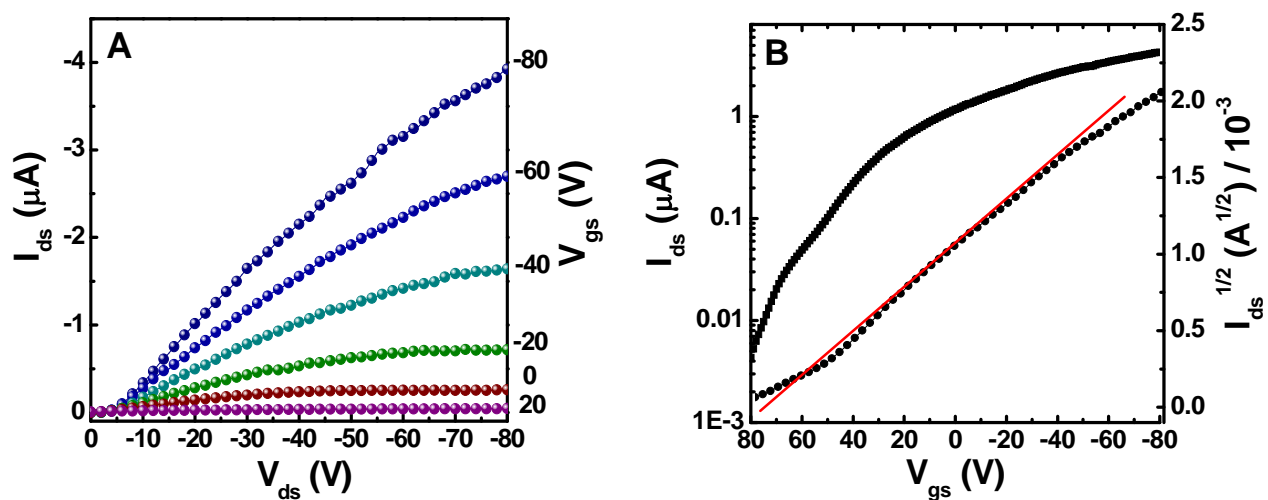 A
-4
-3
-2
-1
0
I_ds (μA)
0 -10 -20 -30 -40 -50 -60 -70 -80
V_ds (V)
-80
-60
-40
-20
0
20
V_gs (V)
B
1
0.1
0.01
1E-3
I_ds (μA)
80 60 40 20 0 -20 -40 -60 -80
V_gs (V)
2.5
2.0
1.5
1.0
0.5
0.0
I_ds^1/2 (A^1/2) / 10^-3